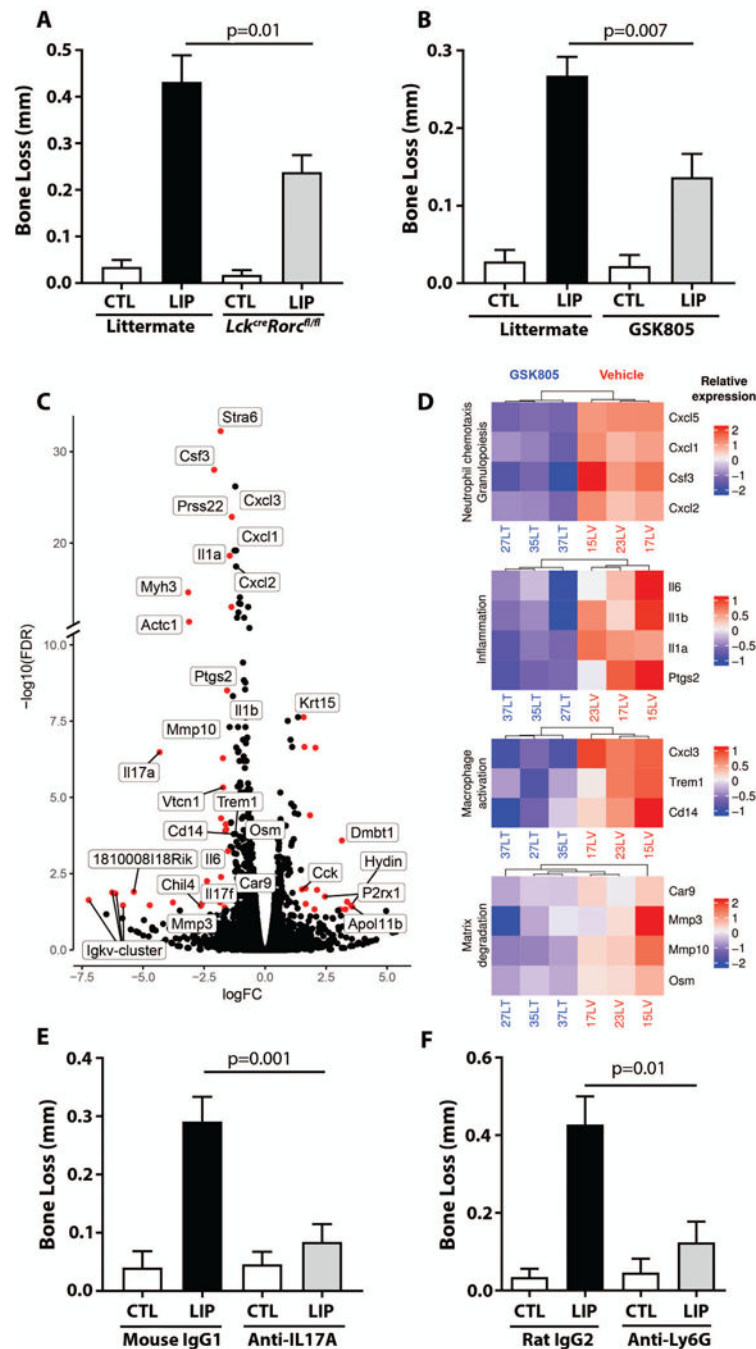 A
p=0.01
Bone Loss (mm)
0.5
0.4
0.3
0.2
0.1
0.0
CTL LIP CTL LIP
Littermate Lck^creRorc^fl/fl
B
p=0.007
Bone Loss (mm)
0.3
0.2
0.1
0.0
CTL LIP CTL LIP
Littermate GSK805
C
−log10(FDR)
30
20
10.0
7.5
5.0
2.5
0.0
Stra6
Csf3
Cxcl3
Prss22
Cxcl1
Il1a
Cxcl2
Myh3
Actc1
Ptgs2
Krt15
Il1b
Mmp10
Il17a
Vtcn1
Trem1
Cd14
Osm
Dmbt1
1810008I18Rik
Il6
Hydin
Cck
Chil4
Il17f
Car9
P2rx1
Mmp3
Apol11b
Igkv-cluster
−7.5 −5.0 −2.5 0.0 2.5 5.0
logFC
D
GSK805 Vehicle
Relative
expression
Neutrophil chemotaxis
Granulopoiesis
Cxcl5
Cxcl1
Csf3
Cxcl2
2
1
0
−1
−2
27LT 35LT 37LT 15LV 23LV 17LV
Inflammation
Il6
Il1b
Il1a
Ptgs2
1
0.5
0
−0.5
−1
37LT 35LT 27LT 23LV 17LV 15LV
Macrophage
activation
Cxcl3
Trem1
Cd14
1
0.5
0
−0.5
−1
37LT 27LT 35LT 17LV 23LV 15LV
Matrix
degradation
Car9
Mmp3
Mmp10
Osm
2
1
0
−1
−2
27LT 35LT 37LT 17LV 23LV 15LV
E
p=0.001
Bone Loss (mm)
0.4
0.3
0.2
0.1
0.0
CTL LIP CTL LIP
Mouse IgG1 Anti-IL17A
F
p=0.01
Bone Loss (mm)
0.6
0.4
0.2
0.0
CTL LIP CTL LIP
Rat IgG2 Anti-Ly6G